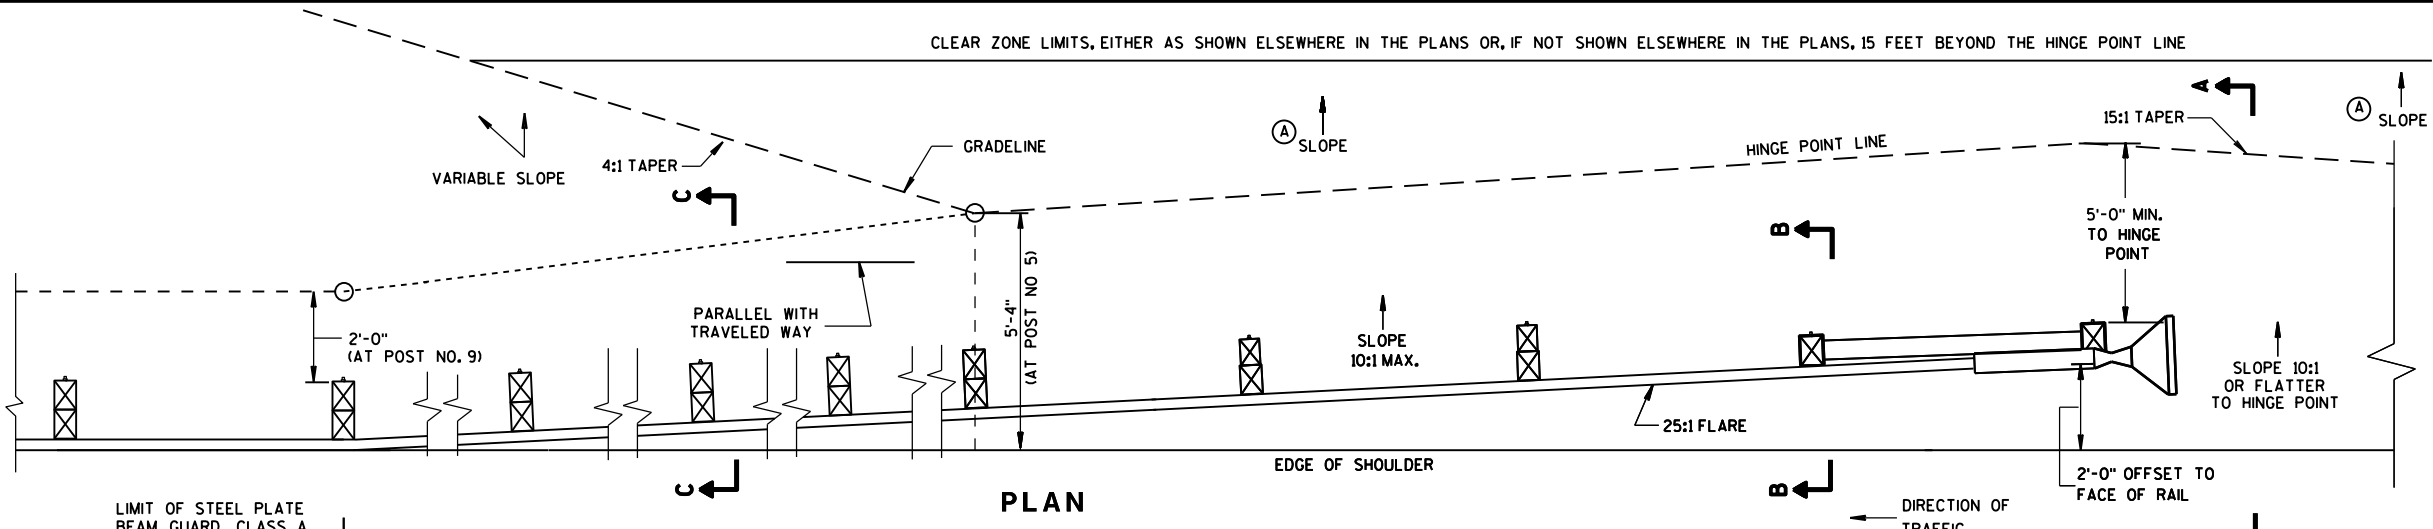 CLEAR ZONE LIMITS, EITHER AS SHOWN ELSEWHERE IN THE PLANS OR, IF NOT SHOWN ELSEWHERE IN THE PLANS, 15 FEET BEYOND THE HINGE POINT LINE
A
A
SLOPE
15:1 TAPER
A
SLOPE
HINGE POINT LINE
GRADELINE
4:1 TAPER
VARIABLE SLOPE
C
B
5'-0" MIN.
TO HINGE
POINT
5'-4"
(AT POST NO 5)
PARALLEL WITH
TRAVELED WAY
2'-0"
(AT POST NO. 9)
SLOPE
10:1 MAX.
SLOPE 10:1
OR FLATTER
TO HINGE POINT
25:1 FLARE
EDGE OF SHOULDER
2'-0" OFFSET TO
FACE OF RAIL
C
B
PLAN
LIMIT OF STEEL PLATE
BEAM GUARD, CLASS A
DIRECTION OF
TRAFFIC